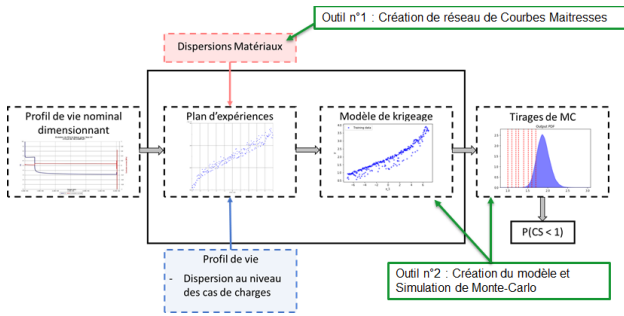 Outil n°1 : Création de réseau de Courbes Maitresses
Dispersions Matériaux
Profil de vie nominal
dimensionnant
Plan d'expériences
Modèle de krigeage
Training data
Tirages de MC
Output PDF
P(CS < 1)
Profil de vie
- Dispersion au niveau
des cas de charges
Outil n°2 : Création du modèle et
Simulation de Monte-Carlo